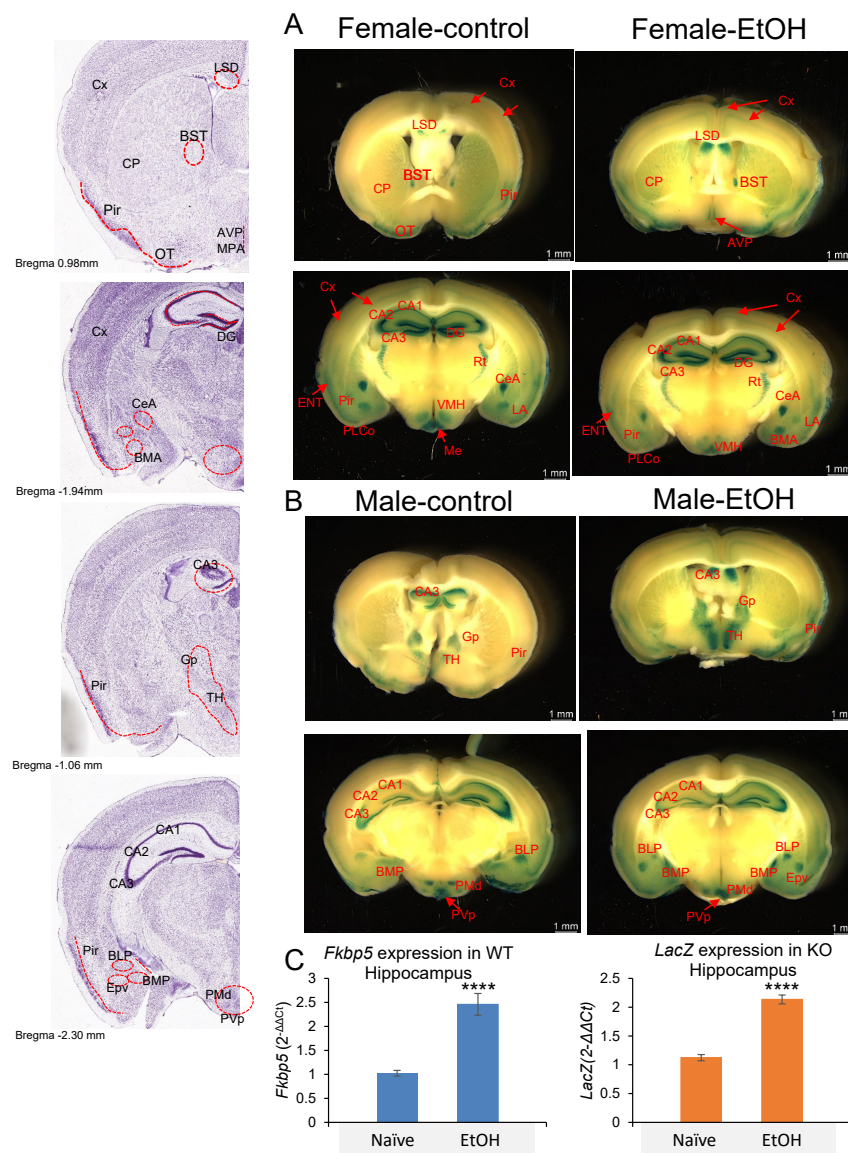 LSD
Cx
BST
CP
Pir
AVP
MPA
OT
Bregma 0.98mm
Cx
DG
CeA
BMA
Bregma -1.94mm
CA3
Gp
Pir
TH
Bregma -1.06 mm
CA1
CA2
CA3
Pir
BLP
Epv
BMP
PMd
PVp
Bregma -2.30 mm
A
Female-control
Female-EtOH
Cx
LSD
BST
CP
Pir
OT
1 mm
Cx
LSD
CP
BST
AVP
1 mm
Cx
CA1
CA2
CA3
DG
Rt
CeA
ENT
Pir
VMH
LA
PLCo
Me
1 mm
Cx
CA1
CA2
CA3
DG
Rt
CeA
ENT
LA
Pir
BMA
VMH
PLCo
1 mm
B
Male-control
Male-EtOH
CA3
Gp
TH
Pir
1 mm
CA3
Gp
TH
Pir
1 mm
CA1
CA2
CA3
BLP
BMP
PMd
PVp
1 mm
CA1
CA2
CA3
BLP
BLP
BMP
BMP
Epv
PMd
PVp
1 mm
C
Fkbp5 expression in WT
Hippocampus
****
Fkbp5 (2-ΔΔCt)
3
2.5
2
1.5
1
0.5
0
Naïve
EtOH
LacZ expression in KO
Hippocampus
****
LacZ(2-ΔΔCt)
2.5
2
1.5
1
0.5
0
Naïve
EtOH